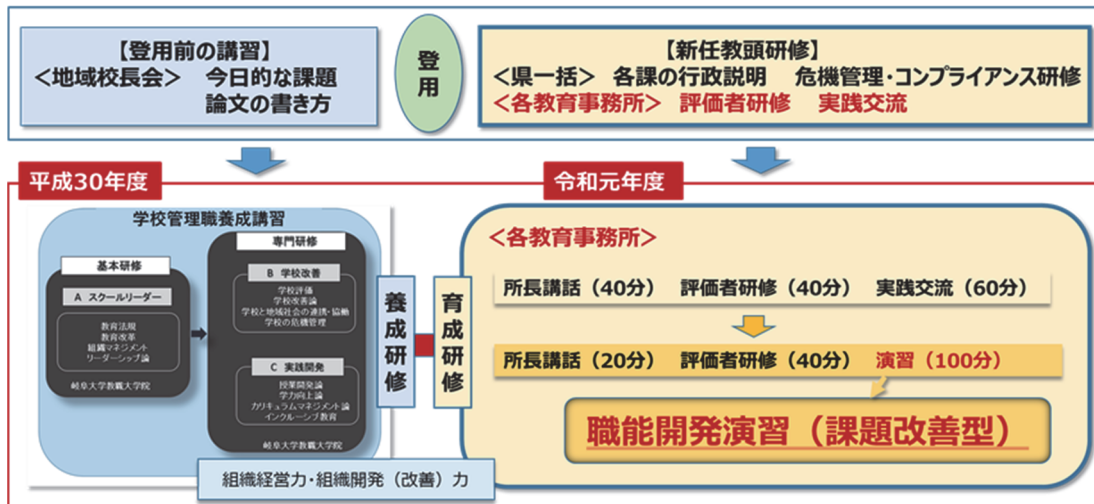 【登用前の講習】
<地域校長会> 今日的な課題
論文の書き方
登用
【新任教頭研修】
<県一括> 各課の行政説明 危機管理・コンプライアンス研修
<各教育事務所> 評価者研修 実践交流
平成30年度
学校管理職養成講習
基本研修
A スクールリーダー
教育法規
教育改革
組織マネジメント
リーダーシップ論
岐阜大学教職大学院
専門研修
B 学校改善
学校評価
学校改善論
学校と地域社会の連携・協働
学校の危機管理
C 実践開発
授業開発論
学力向上論
カリキュラムマネジメント論
インクルーシブ教育
岐阜大学教職大学院
養成研修
組織経営力・組織開発（改善）力
令和元年度
育成研修
<各教育事務所>
所長講話（40分） 評価者研修（40分） 実践交流（60分）
所長講話（20分） 評価者研修（40分） 演習（100分）
職能開発演習（課題改善型）